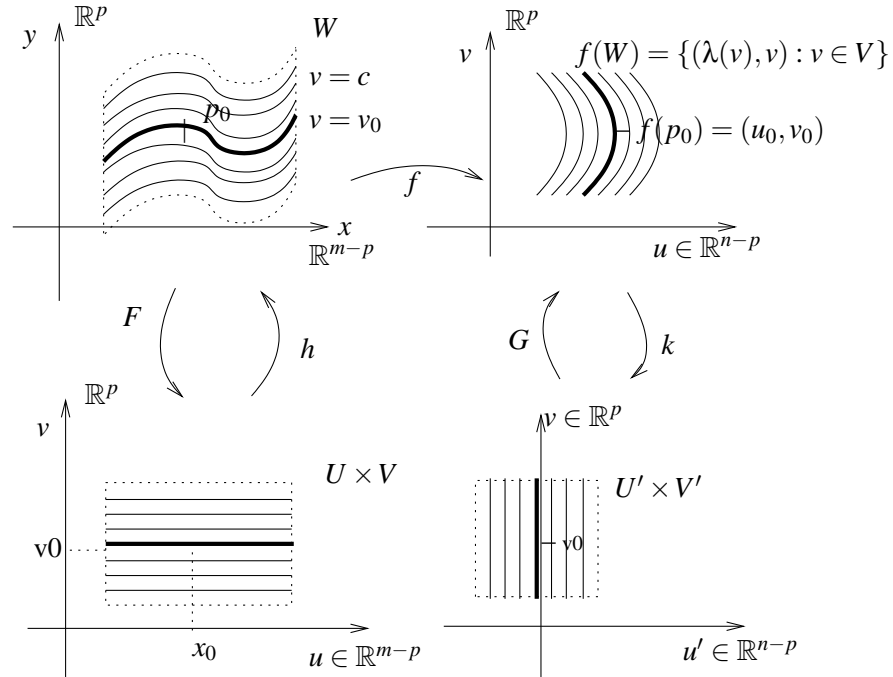 ℝ^p
y
W
v = c
p_0
v = v_0
x
ℝ^{m−p}
f
ℝ^p
v
f(W) = {(λ(v), v) : v ∈ V}
f(p_0) = (u_0, v_0)
u ∈ ℝ^{n−p}
F
h
G
k
ℝ^p
v
U × V
v0
x_0
u ∈ ℝ^{m−p}
v ∈ ℝ^p
U′ × V′
v0
u′ ∈ ℝ^{n−p}